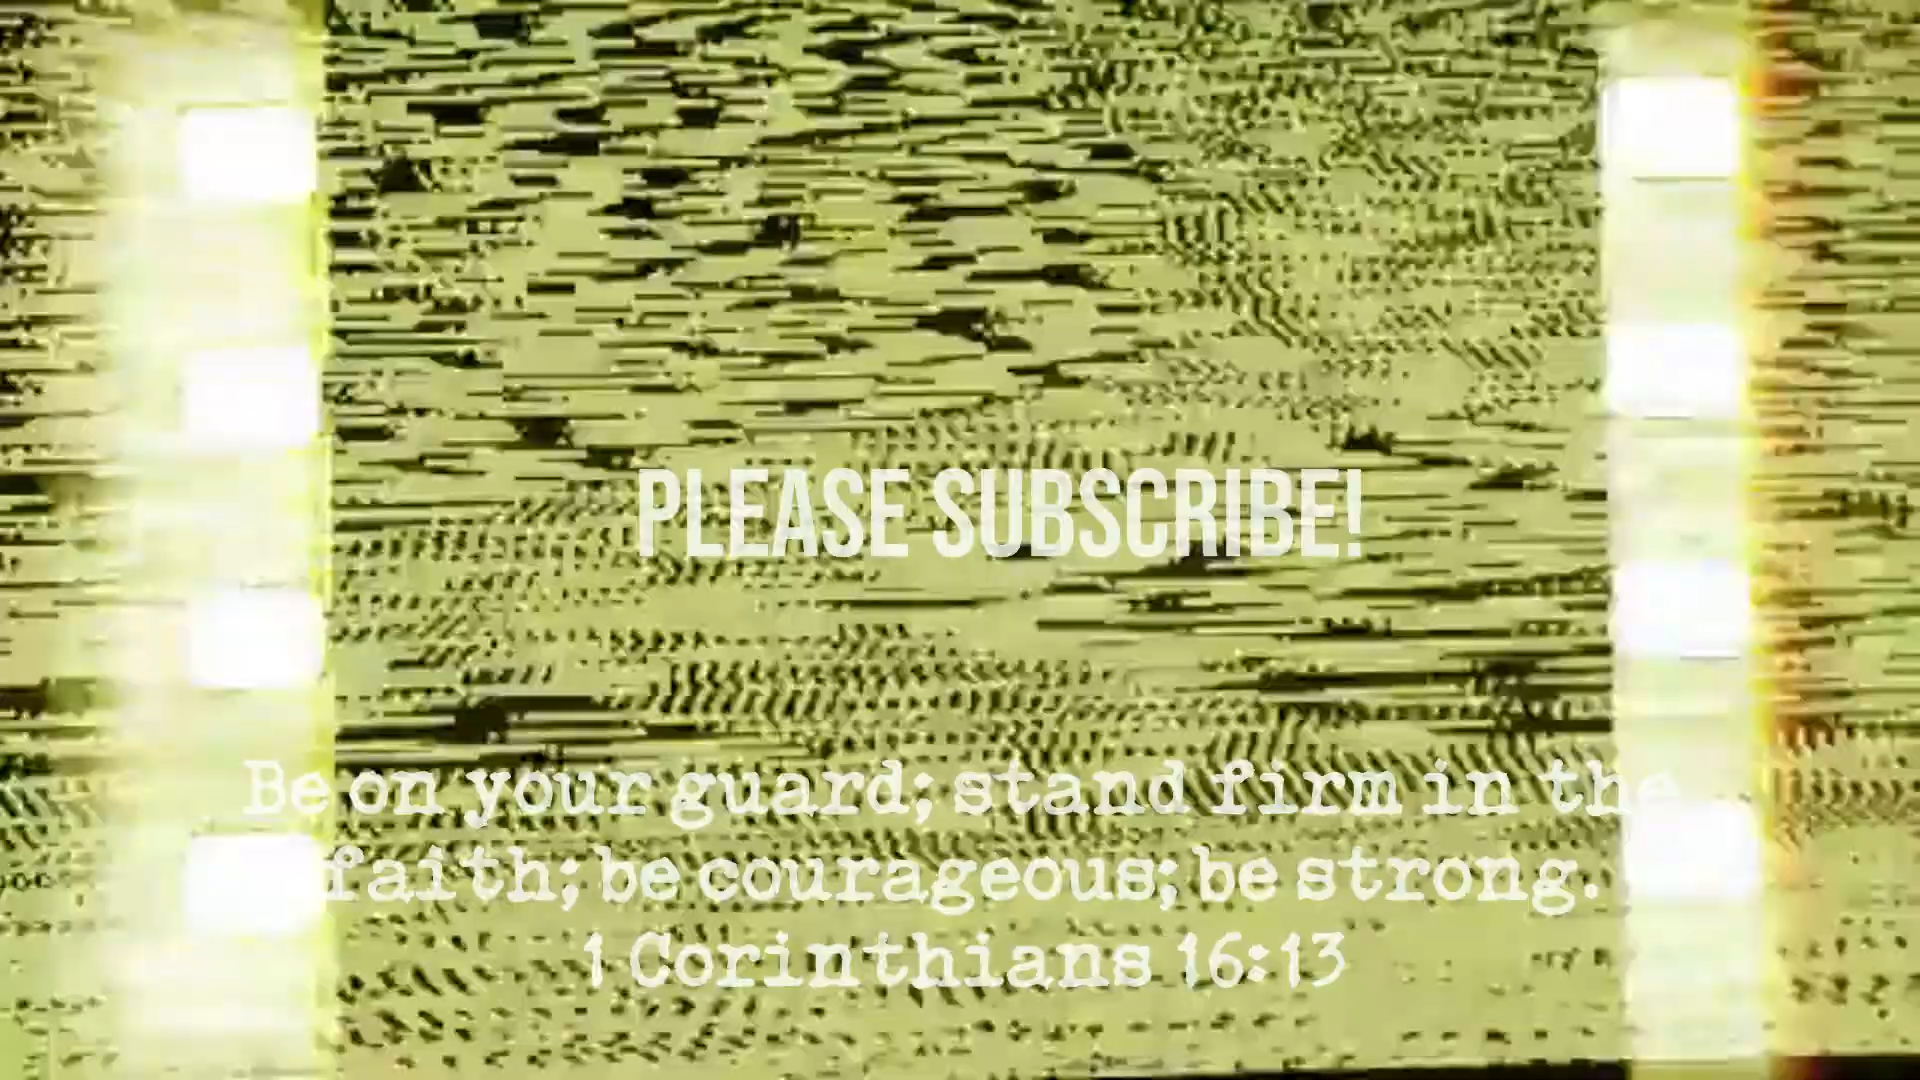 PLEASE SUBSCRIBE!
Be on your guard; stand firm in the
faith; be courageous; be strong.
1 Corinthians 16:13